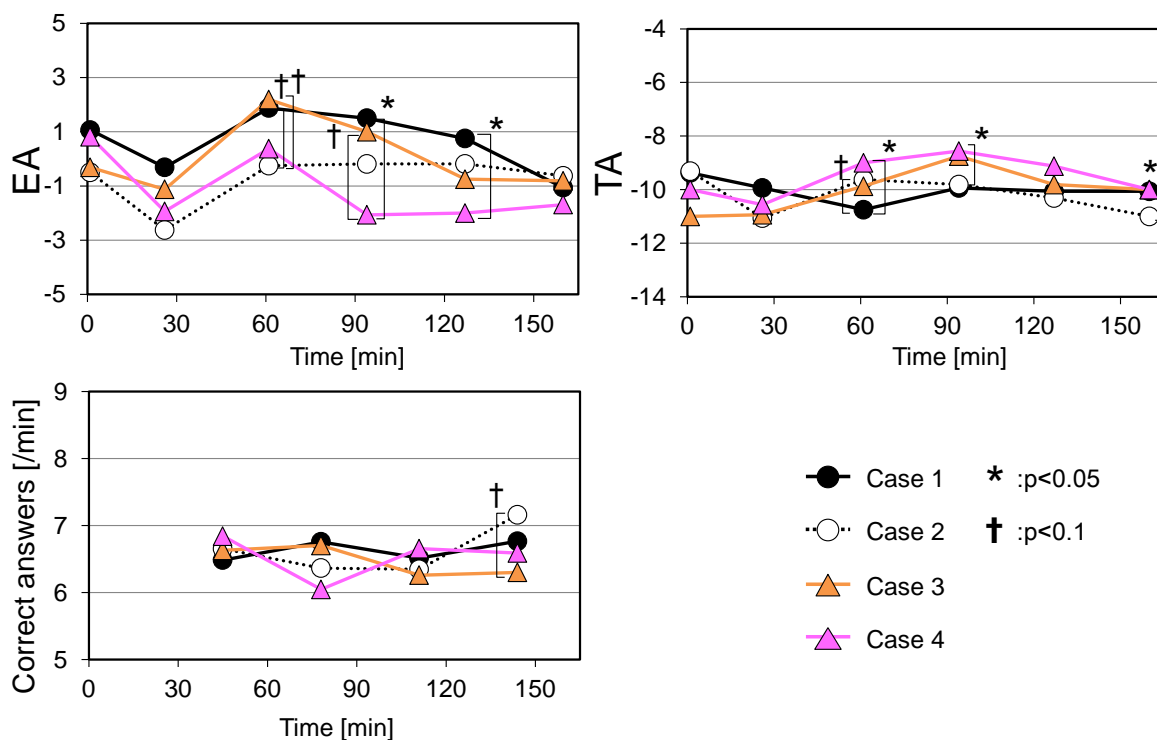 5
3
1
-1
-3
-5
EA
† †
*
†
*
0 30 60 90 120 150
Time [min]
-4
-6
-8
-10
-12
-14
TA
†
*
*
*
0 30 60 90 120 150
Time [min]
9
8
7
6
5
Correct answers [/min]
†
0 30 60 90 120 150
Time [min]
Case 1 * :p<0.05
Case 2 † :p<0.1
Case 3
Case 4